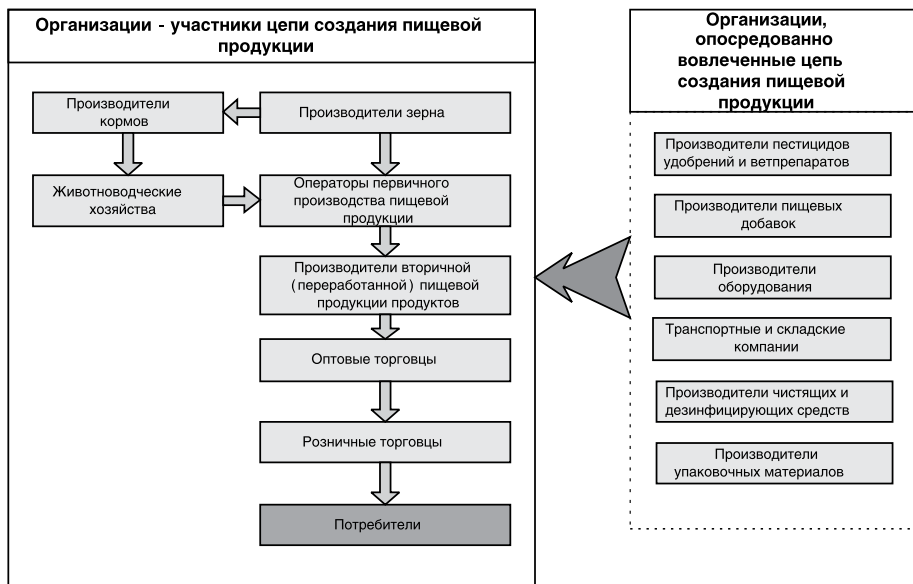 Организации - участники цепи создания пищевой
продукции
Производители
кормов
Производители зерна
Животноводческие
хозяйства
Операторы первичного
производства пищевой
продукции
Производители вторичной
(переработанной) пищевой
продукции продуктов
Оптовые торговцы
Розничные торговцы
Потребители
Организации,
опосредованно
вовлеченные цепь
создания пищевой
продукции
Производители пестицидов
удобрений и ветпрепаратов
Производители пищевых
добавок
Производители
оборудования
Транспортные и складские
компании
Производители чистящих и
дезинфицирующих средств
Производители
упаковочных материалов